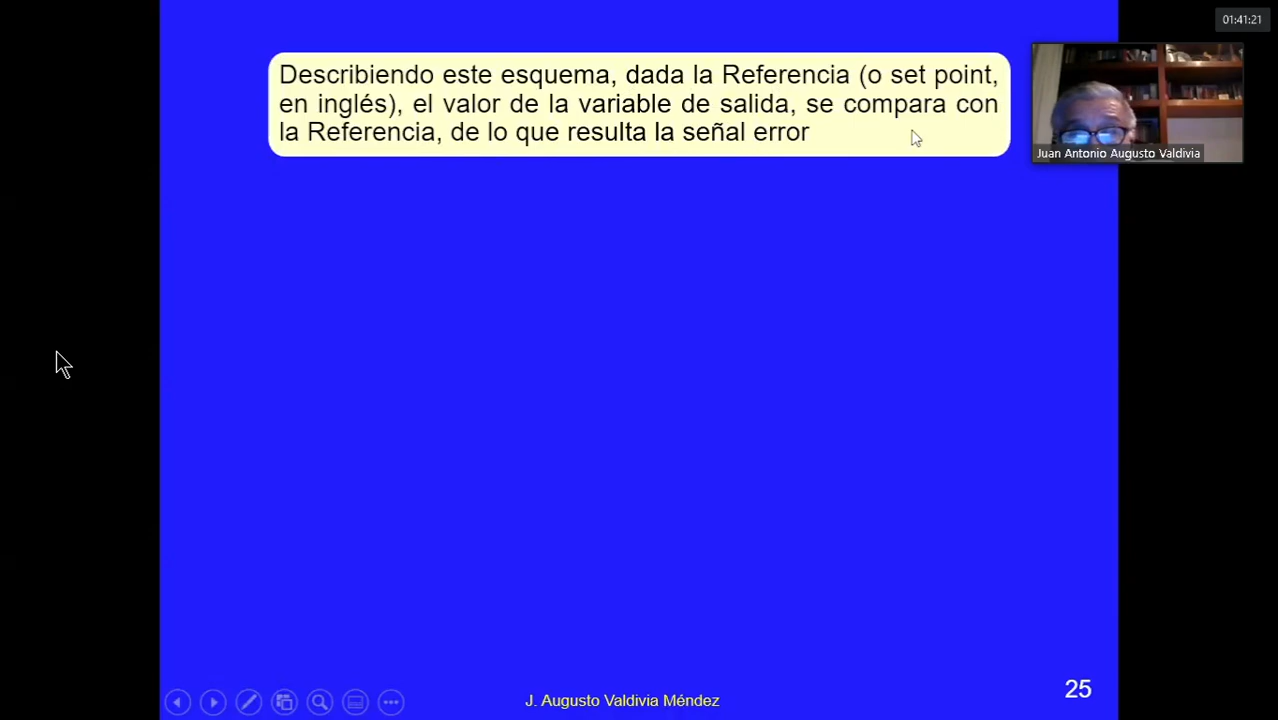 01:41:21
Describiendo este esquema, dada la Referencia (o set point,
en inglés), el valor de la variable de salida, se compara con
la Referencia, de lo que resulta la señal error
Juan Antonio Augusto Valdivia
J. Augusto Valdivia Méndez
25